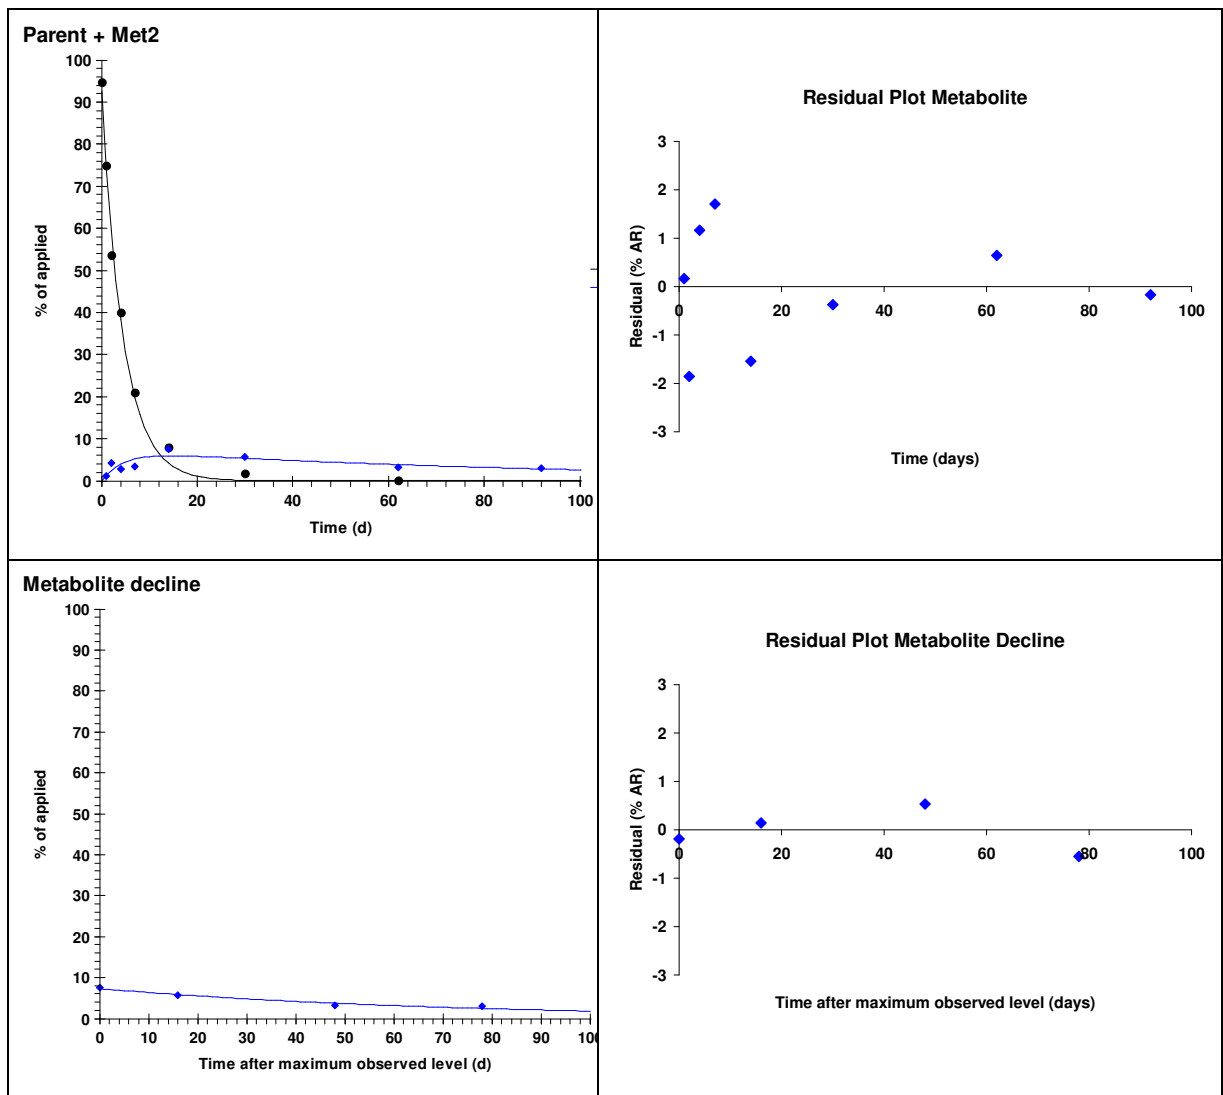 Parent + Met2
100
90
80
70
60
50
40
30
20
10
0
% of applied
0 20 40 60 80 100
Time (d)
Residual Plot Metabolite
3
2
1
0
-1
-2
-3
Residual (% AR)
0 20 40 60 80 100
Time (days)
Metabolite decline
100
90
80
70
60
50
40
30
20
10
0
% of applied
0 10 20 30 40 50 60 70 80 90 100
Time after maximum observed level (d)
Residual Plot Metabolite Decline
3
2
1
0
-1
-2
-3
Residual (% AR)
0 20 40 60 80 100
Time after maximum observed level (days)